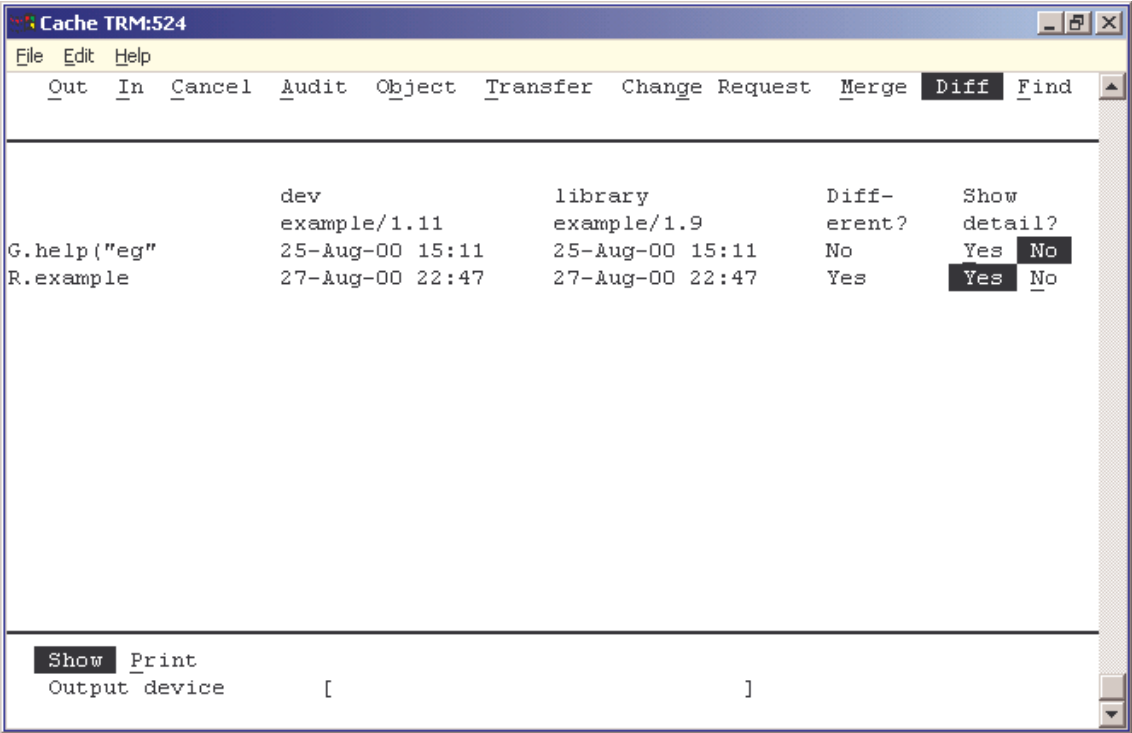 Cache TRM:524
File Edit Help
Out In Cancel Audit Object Transfer Change Request Merge Diff Find
dev library Diff- Show
example/1.11 example/1.9 erent? detail?
G.help("eg" 25-Aug-00 15:11 25-Aug-00 15:11 No Yes No
R.example 27-Aug-00 22:47 27-Aug-00 22:47 Yes Yes No
Show Print
Output device [ ]